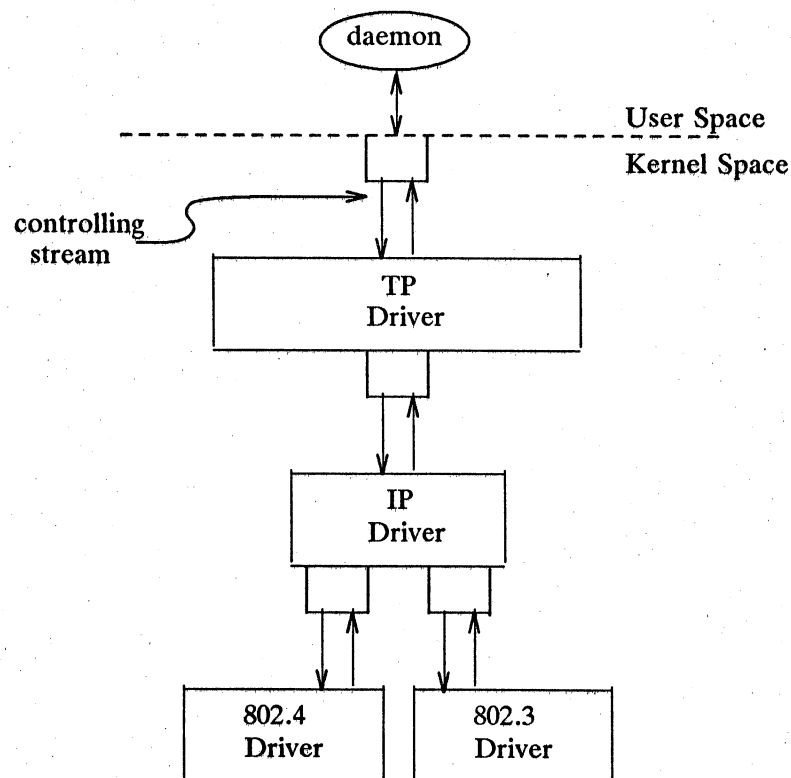 daemon
User Space
Kernel Space
controlling
stream
TP
Driver
IP
Driver
802.4
Driver
802.3
Driver